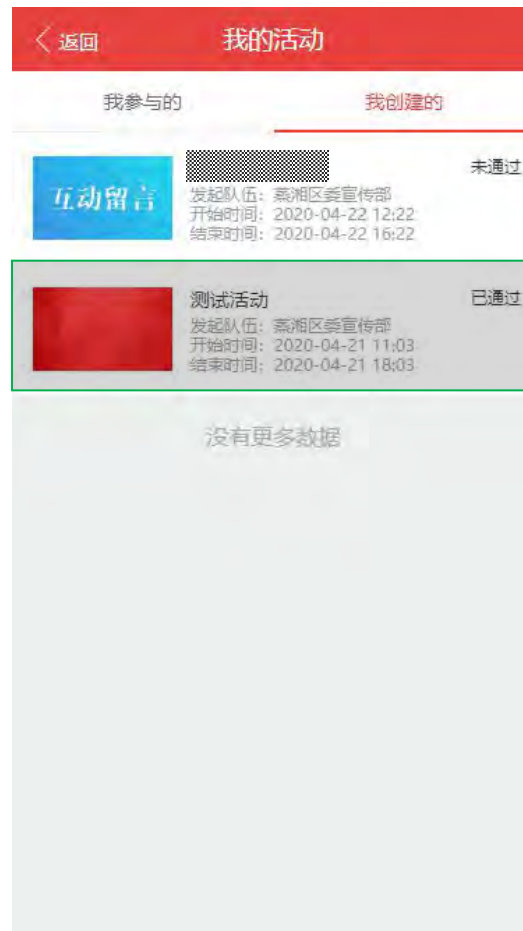 返回
我的活动
我参与的
我创建的
未通过
互动留言
发起队伍：蒸湘区委宣传部
开始时间：2020-04-22 12:22
结束时间：2020-04-22 16:22
测试活动
已通过
发起队伍：蒸湘区委宣传部
开始时间：2020-04-21 11:03
结束时间：2020-04-21 18:03
没有更多数据